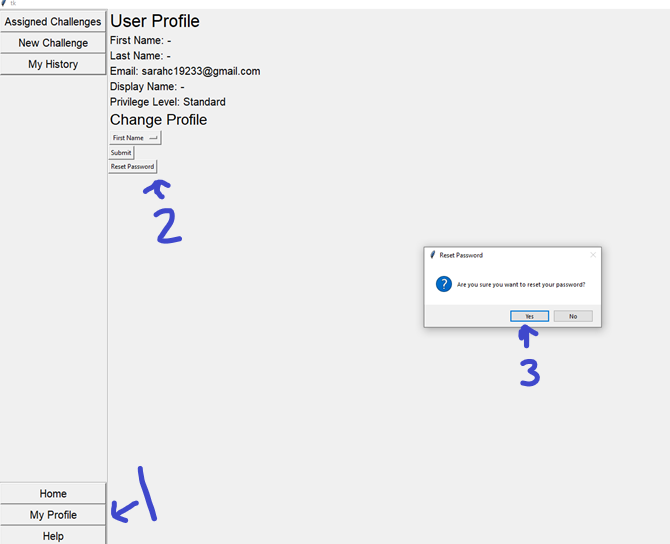 tk
Assigned Challenges
New Challenge
My History
User Profile
First Name: -
Last Name: -
Email: sarahc19233@gmail.com
Display Name: -
Privilege Level: Standard
Change Profile
First Name
Submit
Reset Password
2
Reset Password
? Are you sure you want to reset your password?
Yes No
3
Home
My Profile
Help
1